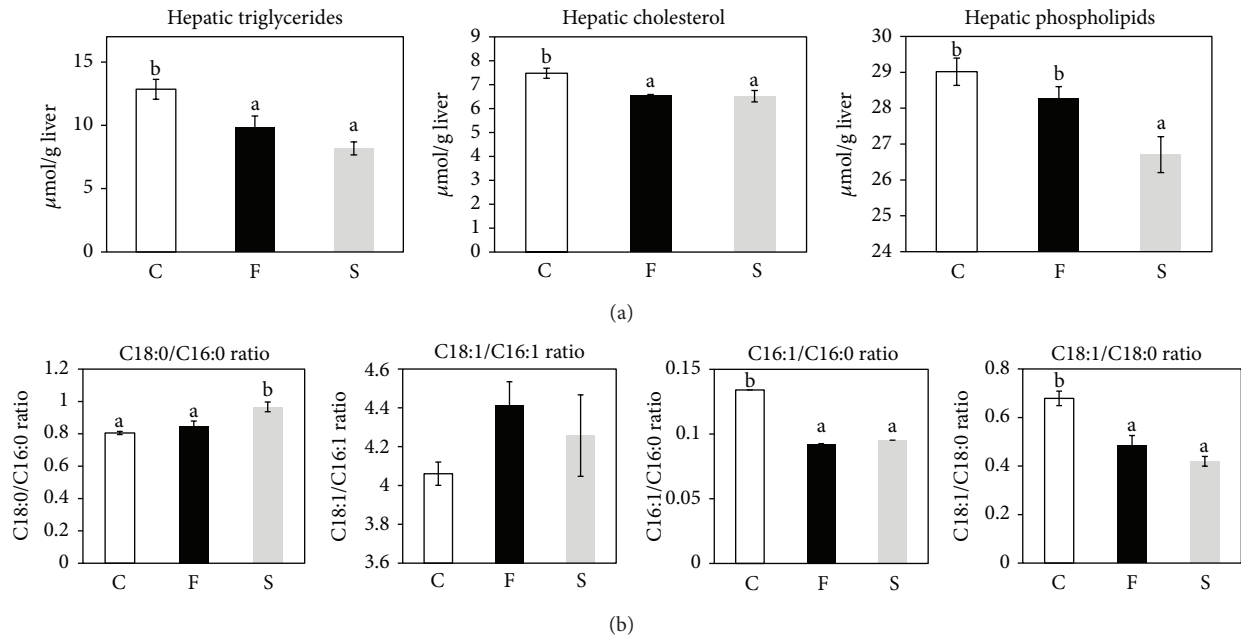 Hepatic triglycerides
μmol/g liver
15
10
5
0
b
a
a
C F S
Hepatic cholesterol
μmol/g liver
9
8
7
6
5
4
3
2
1
0
b
a
a
C F S
Hepatic phospholipids
μmol/g liver
30
29
28
27
26
25
24
b
b
a
C F S
(a)
C18:0/C16:0 ratio
C18:0/C16:0 ratio
1.2
1
0.8
0.6
0.4
0.2
0
a
a
b
C F S
C18:1/C16:1 ratio
C18:1/C16:1 ratio
4.6
4.4
4.2
4
3.8
3.6
C F S
C16:1/C16:0 ratio
C16:1/C16:0 ratio
0.15
0.1
0.05
0
b
a
a
C F S
C18:1/C18:0 ratio
C18:1/C18:0 ratio
0.8
0.6
0.4
0.2
0
b
a
a
C F S
(b)